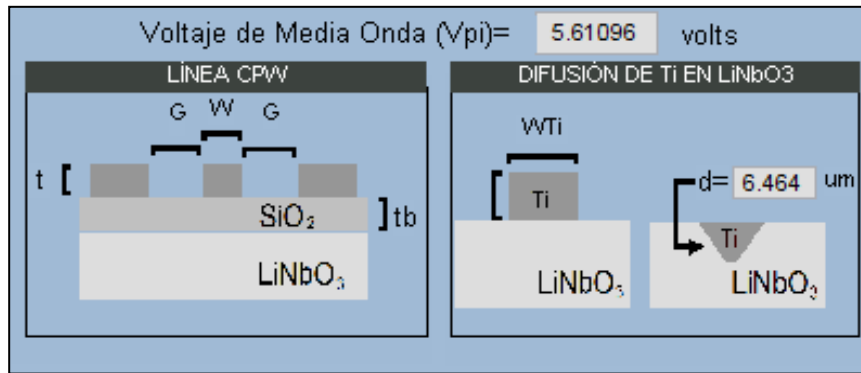 Voltaje de Media Onda (Vpi)= 5.61096 volts
LÍNEA CPW
G W G
t
SiO₂ tb
LiNbO₃
DIFUSIÓN DE Ti EN LiNbO3
WTi
Ti
LiNbO₃
d= 6.464 um
Ti
LiNbO₃